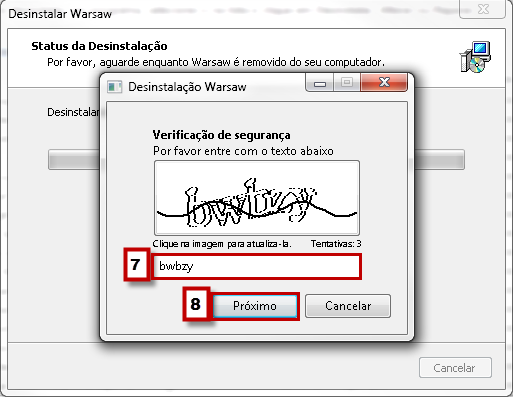 Desinstalar Warsaw
Status da Desinstalação
Por favor, aguarde enquanto Warsaw é removido do seu computador.
Desinstalar
Desinstalação Warsaw
Verificação de segurança
Por favor entre com o texto abaixo
Clique na imagem para atualiza-la. Tentativas: 3
7 bwbzy
8 Próximo Cancelar
Cancelar